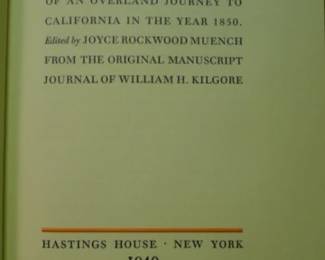 OF AN OVERLAND JOURNEY TO
CALIFORNIA IN THE YEAR 1850.
Edited by JOYCE ROCKWOOD MUENCH
FROM THE ORIGINAL MANUSCRIPT
JOURNAL OF WILLIAM H. KILGORE
HASTINGS HOUSE · NEW YORK
1949